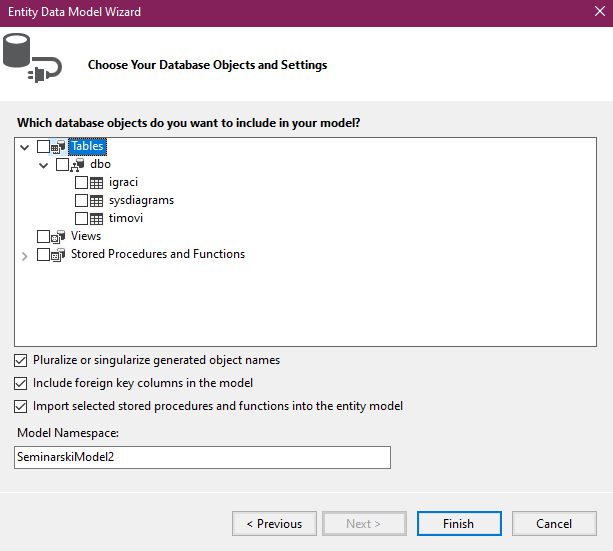 Entity Data Model Wizard
Choose Your Database Objects and Settings
Which database objects do you want to include in your model?
Tables
dbo
igraci
sysdiagrams
timovi
Views
Stored Procedures and Functions
Pluralize or singularize generated object names
Include foreign key columns in the model
Import selected stored procedures and functions into the entity model
Model Namespace:
SeminarskiModel2
< Previous Next > Finish Cancel